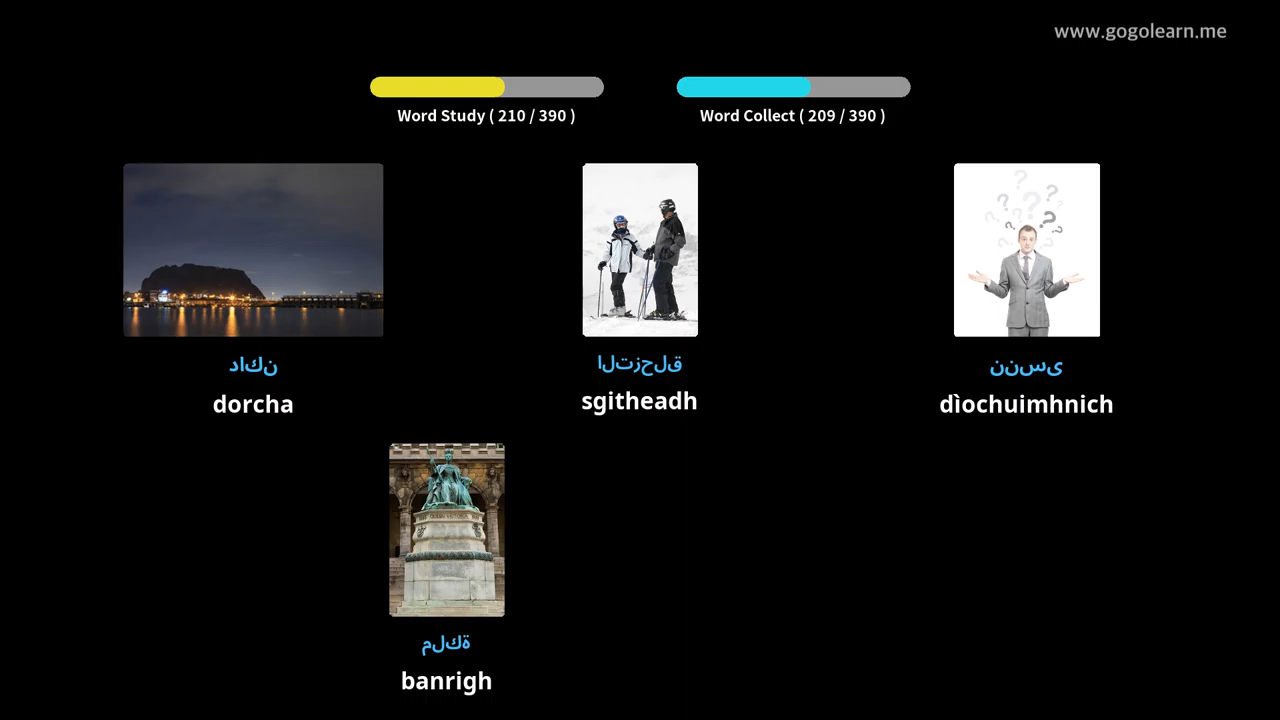 www.gogolearn.me
Word Study ( 210 / 390 )
Word Collect ( 209 / 390 )
داكن
dorcha
التزحلق
sgitheadh
ننسى
dìochuimhnich
ملكة
banrigh